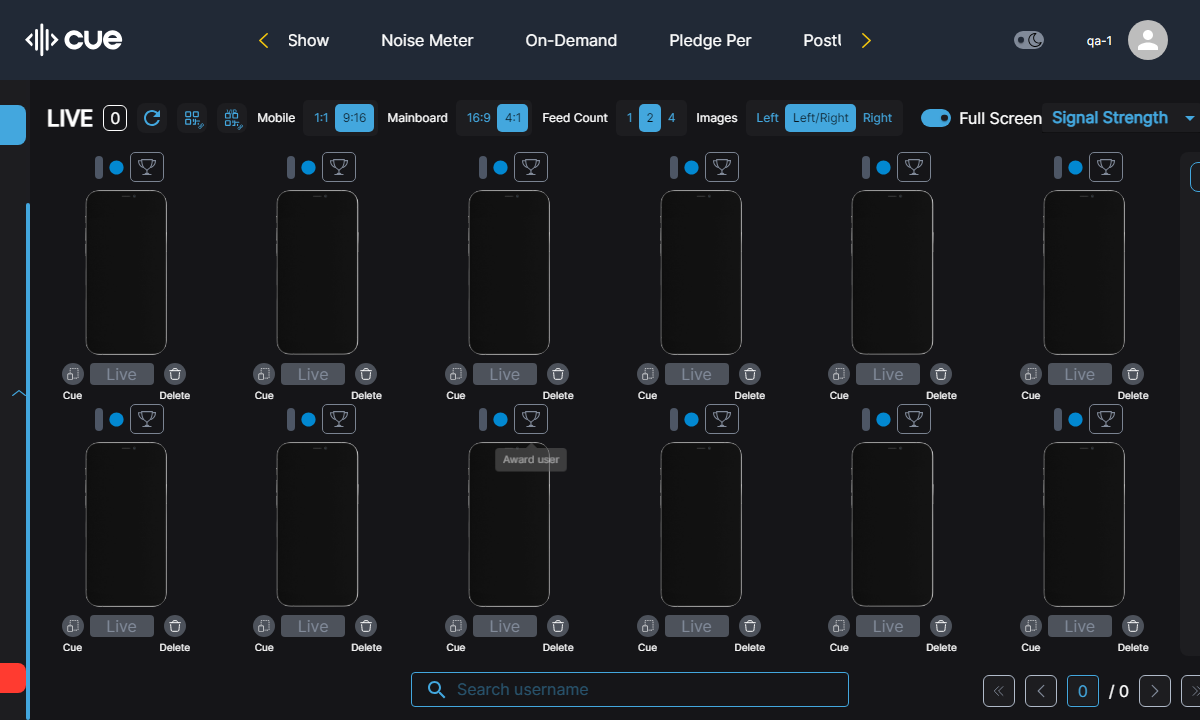 cue
Show Noise Meter On-Demand Pledge Per Postl
qa-1
LIVE 0 Mobile 1:1 9:16 Mainboard 16:9 4:1 Feed Count 1 2 4 Images Left Left/Right Right Full Screen Signal Strength
Live Live Live Live Live Live
Cue Delete Cue Delete Cue Delete Cue Delete Cue Delete Cue Delete
Award user
Live Live Live Live Live Live
Cue Delete Cue Delete Cue Delete Cue Delete Cue Delete Cue Delete
Search username
0 / 0